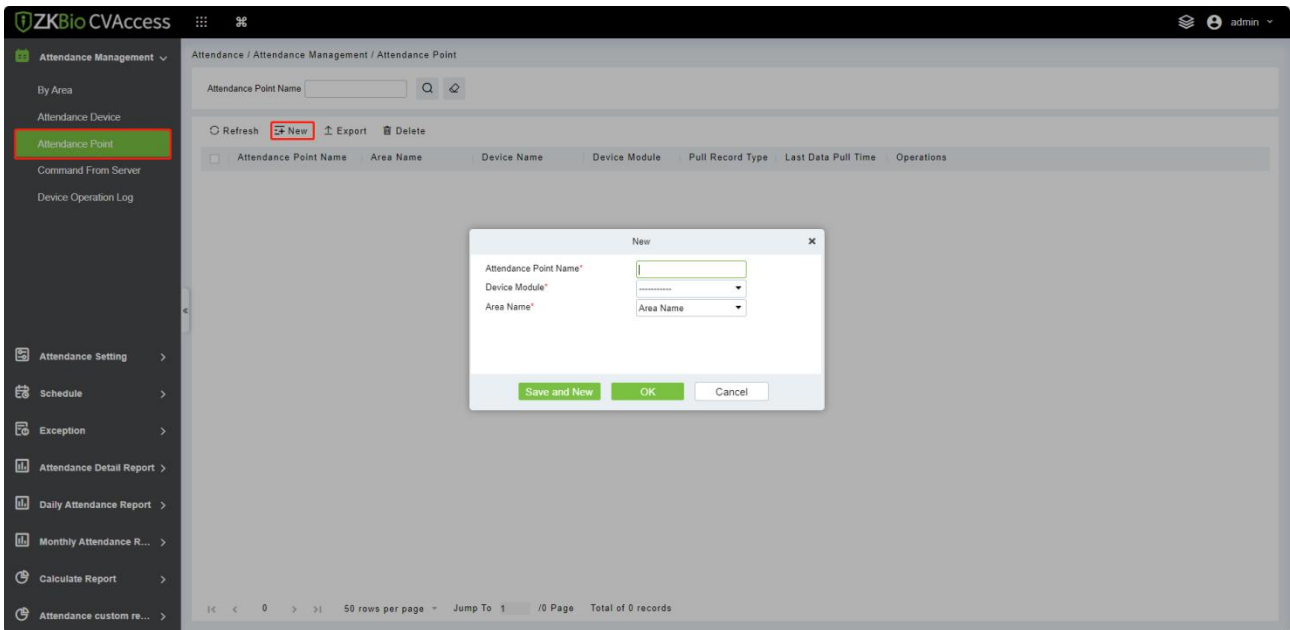 ZKBio CVAccess
admin
Attendance Management
By Area
Attendance Device
Attendance Point
Command From Server
Device Operation Log
Attendance Setting
Schedule
Exception
Attendance Detail Report
Daily Attendance Report
Monthly Attendance R...
Calculate Report
Attendance custom re...
Attendance / Attendance Management / Attendance Point
Attendance Point Name
Refresh New Export Delete
Attendance Point Name Area Name Device Name Device Module Pull Record Type Last Data Pull Time Operations
New
Attendance Point Name*
Device Module* -----------
Area Name* Area Name
Save and New OK Cancel
0 50 rows per page Jump To 1 /0 Page Total of 0 records